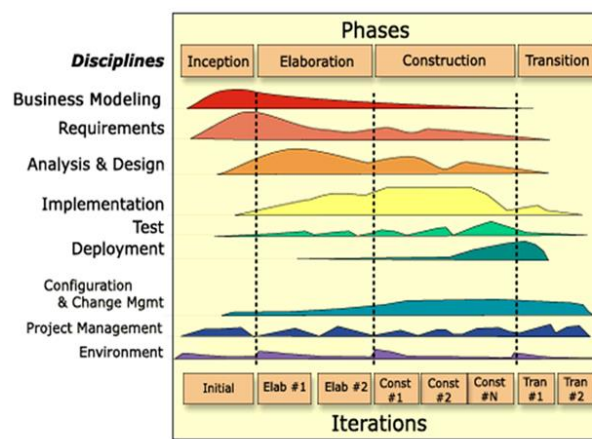 Phases
Disciplines
Inception Elaboration Construction Transition
Business Modeling
Requirements
Analysis & Design
Implementation
Test
Deployment
Configuration
& Change Mgmt
Project Management
Environment
Initial Elab #1 Elab #2 Const #1 Const #2 Const #N Tran #1 Tran #2
Iterations